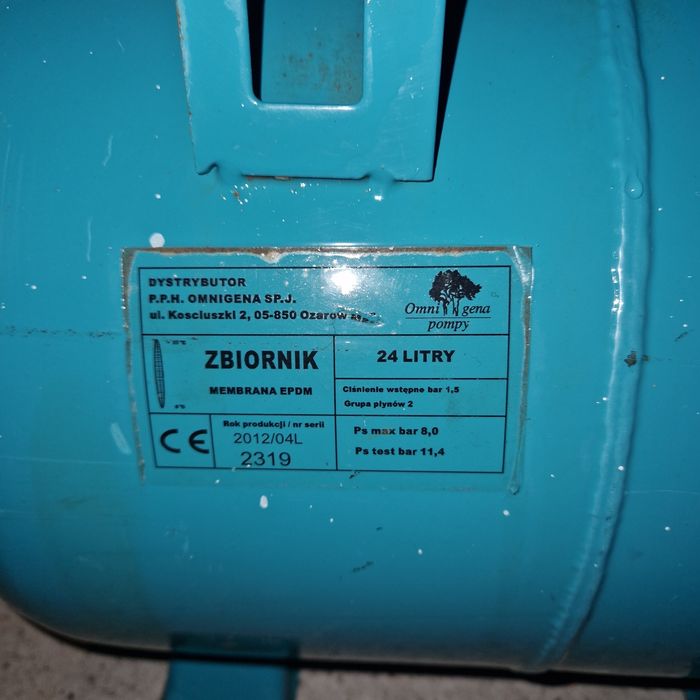 DYSTRYBUTOR
P.P.H. OMNIGENA SP.J.
ul. Kosciuszki 2, 05-850 Ozarow
Omni gena
pompy
ZBIORNIK
MEMBRANA EPDM
24 LITRY
Ciśnienie wstępne bar 1,5
Grupa płynów 2
CE
Rok produkcji / nr serii
2012/04L
2319
Ps max bar 8,0
Ps test bar 11,4